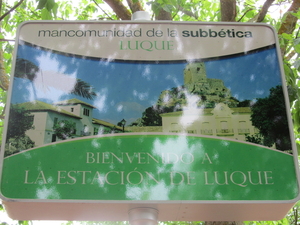 mancomunidad de la subbética
LUQUE
BIENVENIDO A
LA ESTACIÓN DE LUQUE